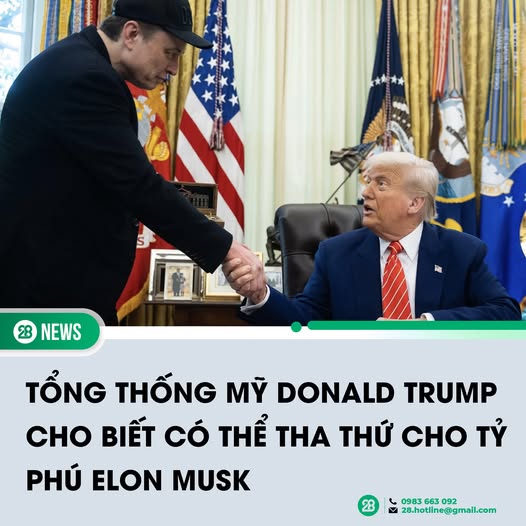 28 NEWS
TỔNG THỐNG MỸ DONALD TRUMP
CHO BIẾT CÓ THỂ THA THỨ CHO TỶ
PHÚ ELON MUSK
28
0983 663 092
28.hotline@gmail.com